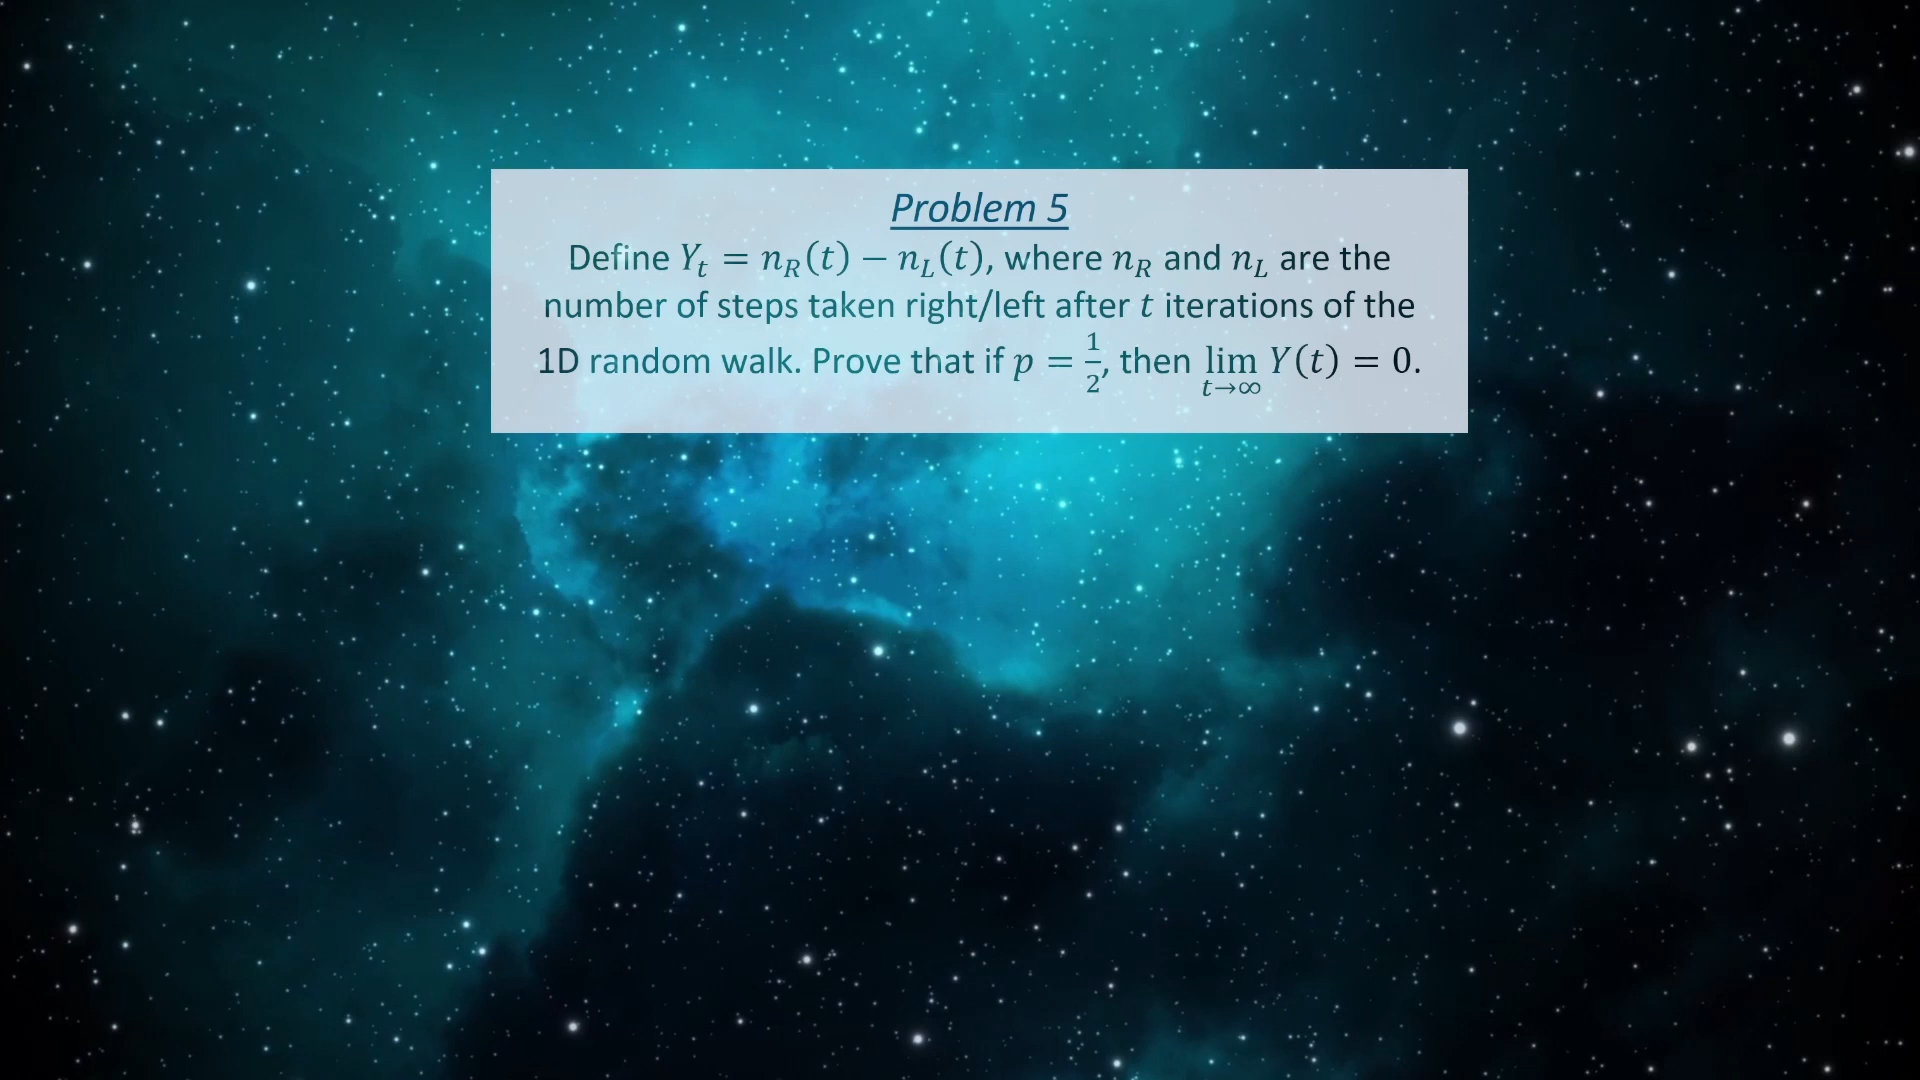 Problem 5
Define Y_t = n_R(t) − n_L(t), where n_R and n_L are the
number of steps taken right/left after t iterations of the
1D random walk. Prove that if p = 1/2, then lim_{t→∞} Y(t) = 0.